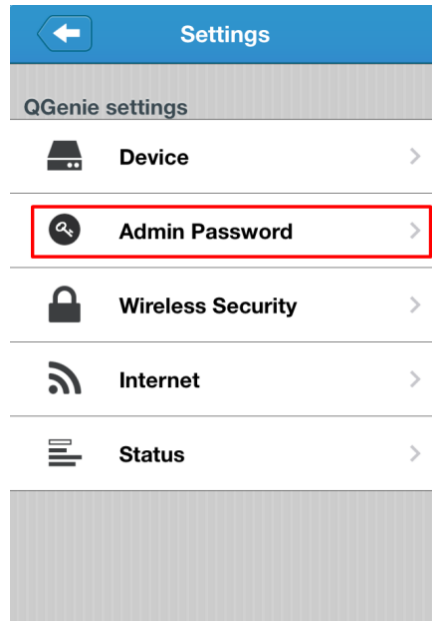 Settings
QGenie settings
Device
Admin Password
Wireless Security
Internet
Status